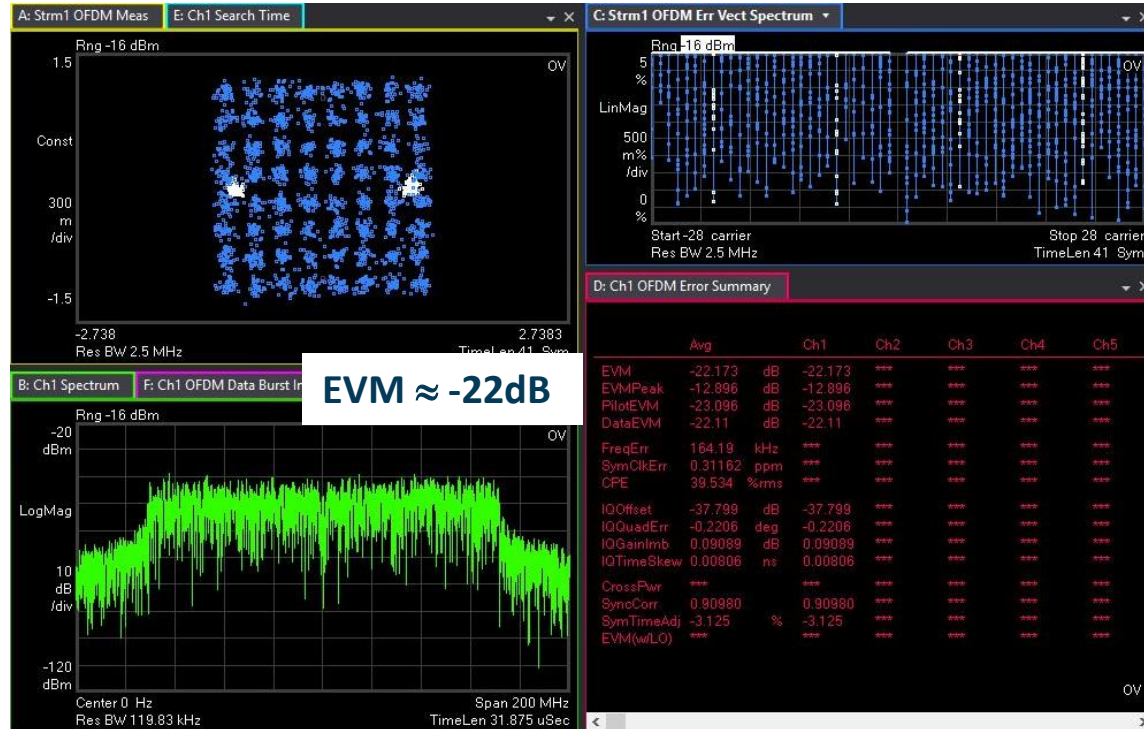 A: Strm1 OFDM Meas E: Ch1 Search Time
Rng -16 dBm
1.5
OV
Const
300
m
/div
-1.5
-2.738 2.7383
Res BW 2.5 MHz TimeLen 41 Sym
C: Strm1 OFDM Err Vect Spectrum
Rng -16 dBm
5
%
OV
LinMag
500
m%
/div
0
%
Start -28 carrier Stop 28 carrier
Res BW 2.5 MHz TimeLen 41 Sym
EVM ≈ -22dB
B: Ch1 Spectrum F: Ch1 OFDM Data Burst
Rng -16 dBm
-20
dBm
OV
LogMag
10
dB
/div
-120
dBm
Center 0 Hz Span 200 MHz
Res BW 119.83 kHz TimeLen 31.875 uSec
D: Ch1 OFDM Error Summary
Avg Ch1 Ch2 Ch3 Ch4 Ch5
EVM -22.173 dB -22.173 *** *** *** ***
EVMPeak -12.896 dB -12.896 *** *** *** ***
PilotEVM -23.096 dB -23.096 *** *** *** ***
DataEVM -22.11 dB -22.11 *** *** *** ***
FreqErr 164.19 kHz *** *** *** *** ***
SymClkErr 0.31162 ppm *** *** *** *** ***
CPE 39.534 %rms *** *** *** *** ***
IQOffset -37.799 dB -37.799 *** *** *** ***
IQQuadErr -0.2206 deg -0.2206 *** *** *** ***
IQGainImb 0.09089 dB 0.09089 *** *** *** ***
IQTimeSkew 0.00806 ns 0.00806 *** *** *** ***
CrossPwr *** *** *** *** *** ***
SyncCorr 0.90980 0.90980 *** *** *** ***
SymTimeAdj -3.125 % -3.125 *** *** *** ***
EVM(w/LO) *** *** *** *** *** ***
OV